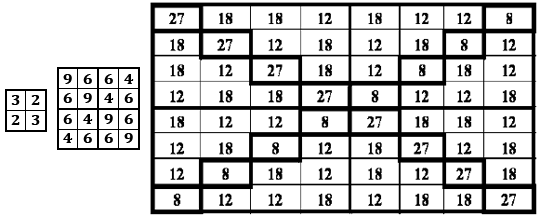 3 2
2 3
9 6 6 4
6 9 4 6
6 4 9 6
4 6 6 9
27 18 18 12 18 12 12 8
18 27 12 18 12 18 8 12
18 12 27 18 12 8 18 12
12 18 18 27 8 12 12 18
18 12 12 8 27 18 18 12
12 18 8 12 18 27 12 18
12 8 18 12 18 12 27 18
8 12 12 18 12 18 18 27